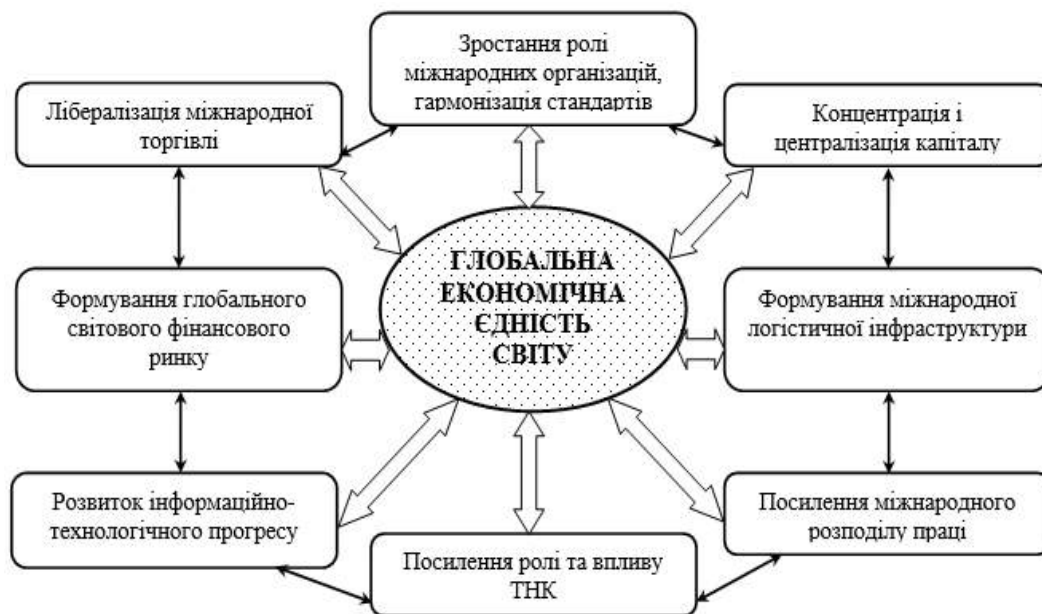 Зростання ролі
міжнародних організацій,
гармонізація стандартів
Лібералізація міжнародної
торгівлі
Концентрація і
централізація капіталу
ГЛОБАЛЬНА
ЕКОНОМІЧНА
ЄДНІСТЬ
СВІТУ
Формування глобального
світового фінансового
ринку
Формування міжнародної
логістичної інфраструктури
Розвиток інформаційно-
технологічного прогресу
Посилення міжнародного
розподілу праці
Посилення ролі та впливу
ТНК